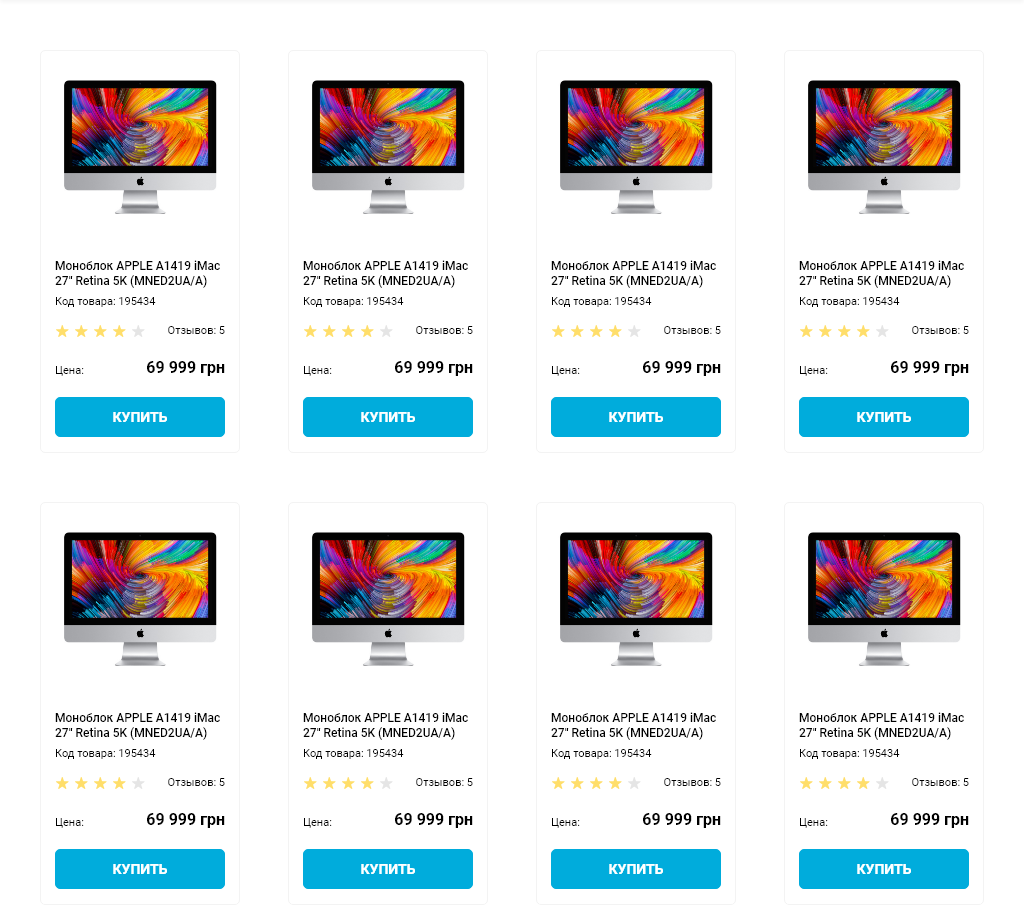 Моноблок APPLE A1419 iMac
27" Retina 5K (MNED2UA/A)
Код товара: 195434
Отзывов: 5
Цена: 69 999 грн
КУПИТЬ
Моноблок APPLE A1419 iMac
27" Retina 5K (MNED2UA/A)
Код товара: 195434
Отзывов: 5
Цена: 69 999 грн
КУПИТЬ
Моноблок APPLE A1419 iMac
27" Retina 5K (MNED2UA/A)
Код товара: 195434
Отзывов: 5
Цена: 69 999 грн
КУПИТЬ
Моноблок APPLE A1419 iMac
27" Retina 5K (MNED2UA/A)
Код товара: 195434
Отзывов: 5
Цена: 69 999 грн
КУПИТЬ
Моноблок APPLE A1419 iMac
27" Retina 5K (MNED2UA/A)
Код товара: 195434
Отзывов: 5
Цена: 69 999 грн
КУПИТЬ
Моноблок APPLE A1419 iMac
27" Retina 5K (MNED2UA/A)
Код товара: 195434
Отзывов: 5
Цена: 69 999 грн
КУПИТЬ
Моноблок APPLE A1419 iMac
27" Retina 5K (MNED2UA/A)
Код товара: 195434
Отзывов: 5
Цена: 69 999 грн
КУПИТЬ
Моноблок APPLE A1419 iMac
27" Retina 5K (MNED2UA/A)
Код товара: 195434
Отзывов: 5
Цена: 69 999 грн
КУПИТЬ